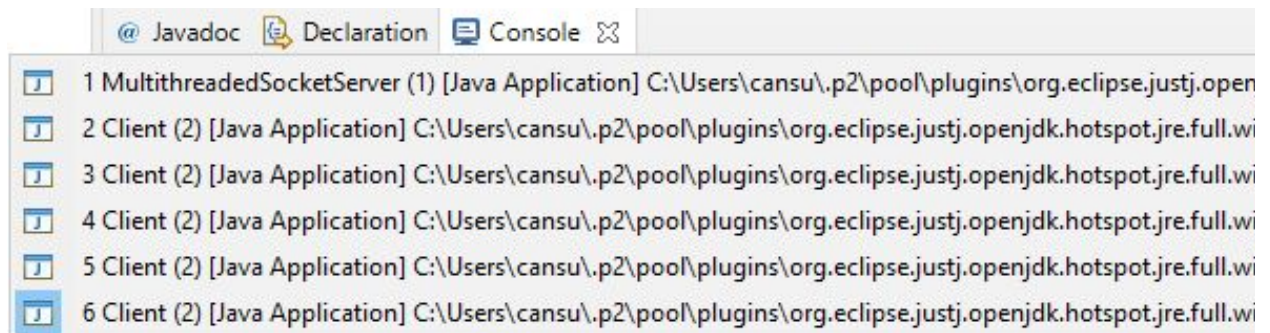 @ Javadoc Declaration Console
1 MultithreadedSocketServer (1) [Java Application] C:\Users\cansu\.p2\pool\plugins\org.eclipse.justj.open
2 Client (2) [Java Application] C:\Users\cansu\.p2\pool\plugins\org.eclipse.justj.openjdk.hotspot.jre.full.wi
3 Client (2) [Java Application] C:\Users\cansu\.p2\pool\plugins\org.eclipse.justj.openjdk.hotspot.jre.full.wi
4 Client (2) [Java Application] C:\Users\cansu\.p2\pool\plugins\org.eclipse.justj.openjdk.hotspot.jre.full.wi
5 Client (2) [Java Application] C:\Users\cansu\.p2\pool\plugins\org.eclipse.justj.openjdk.hotspot.jre.full.wi
6 Client (2) [Java Application] C:\Users\cansu\.p2\pool\plugins\org.eclipse.justj.openjdk.hotspot.jre.full.wi